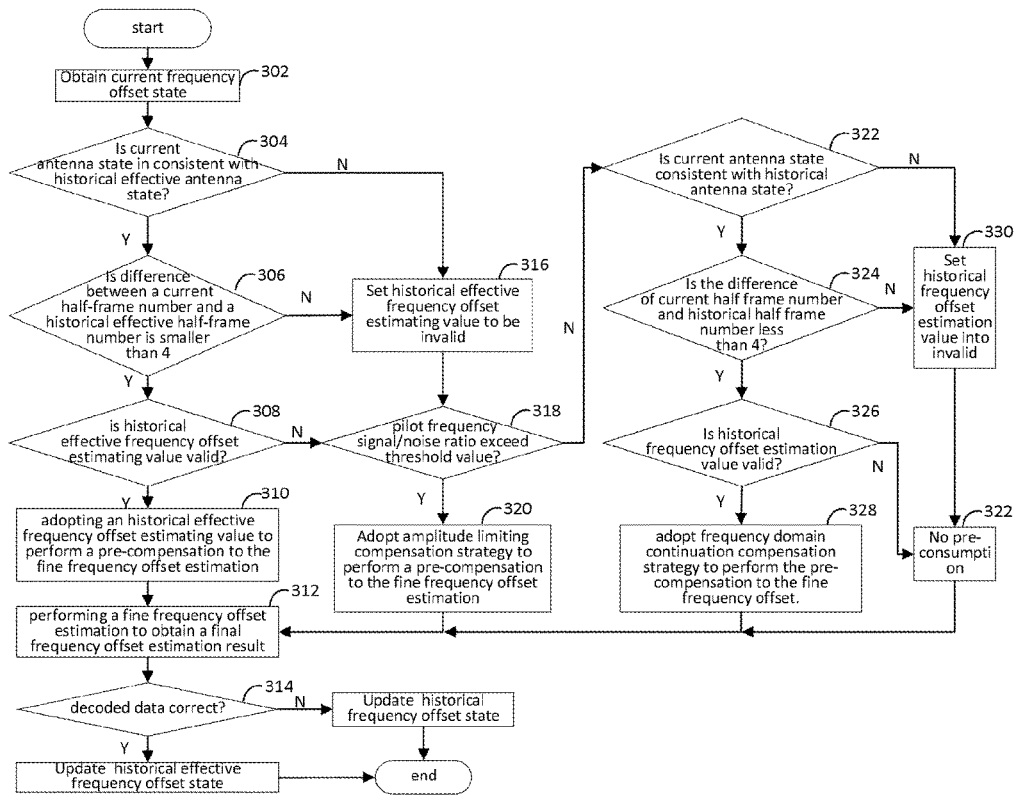 start
302
Obtain current frequency
offset state
304
Is current
antenna state in consistent with
historical effective antenna
state?
N
Y
306
Is difference
between a current
half-frame number and a
historical effective half-frame
number is smaller
than 4
N
Y
316
Set historical effective
frequency offset
estimating value to be
invalid
308
is historical
effective frequency offset
estimating value valid?
N
Y
318
pilot frequency
signal/noise ratio exceed
threshold value?
N
Y
310
adopting an historical effective
frequency offset estimating value to
perform a pre-compensation to the
fine frequency offset estimation
320
Adopt amplitude limiting
compensation strategy to
perform a pre-compensation
to the fine frequency offset
estimation
312
performing a fine frequency offset
estimation to obtain a final
frequency offset estimation result
314
decoded data correct?
N
Y
Update historical
frequency offset state
Update historical effective
frequency offset state
end
322
Is current antenna state
consistent with historical
antenna state?
N
Y
324
Is the difference
of current half frame number
and historical half frame
number less
than 4?
N
Y
330
Set
historical
frequency
offset
estimation
value into
invalid
326
Is historical
frequency offset estimation
value valid?
N
Y
328
adopt frequency domain
continuation compensation
strategy to perform the pre-
compensation to the fine
frequency offset.
322
No pre-
consumpti
on